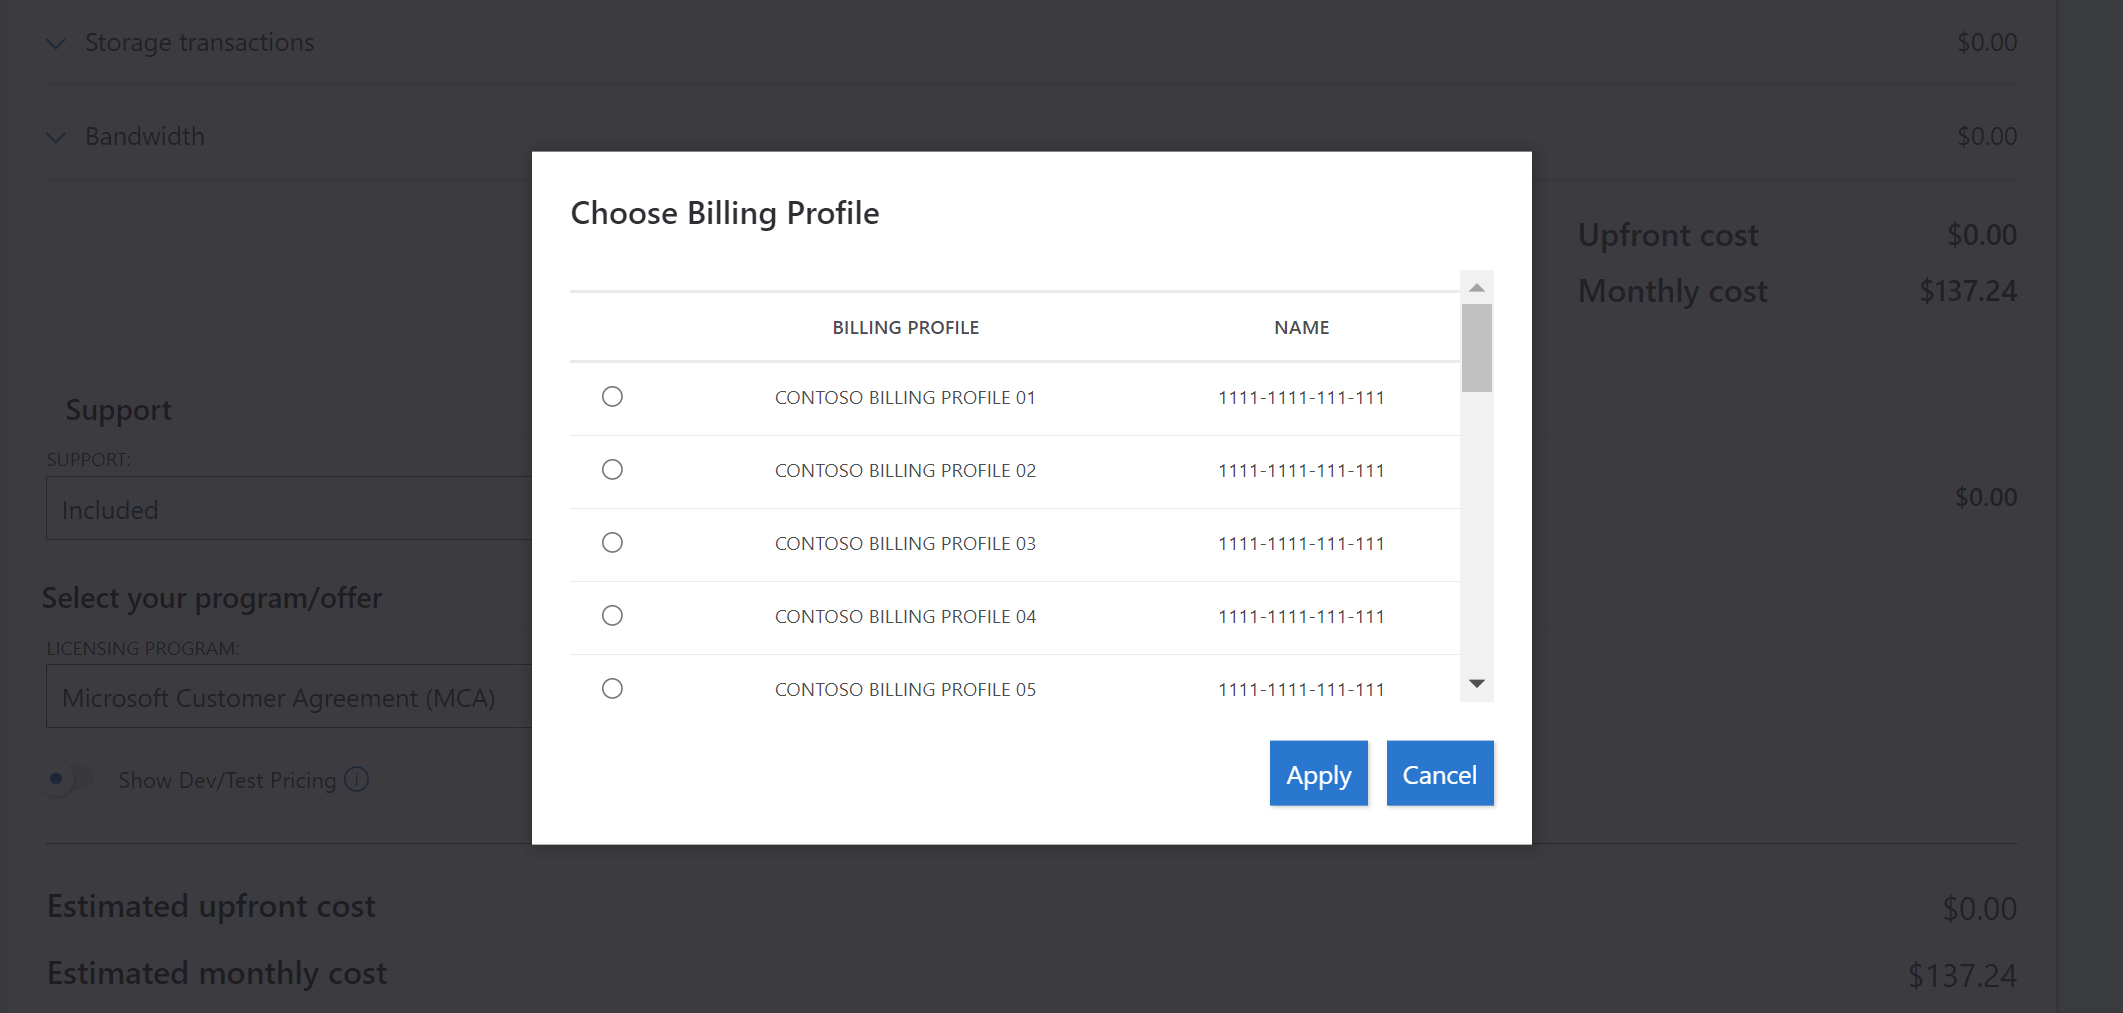 Storage transactions $0.00
Bandwidth $0.00
Upfront cost $0.00
Monthly cost $137.24
Choose Billing Profile
BILLING PROFILE NAME
CONTOSO BILLING PROFILE 01 1111-1111-111-111
CONTOSO BILLING PROFILE 02 1111-1111-111-111
CONTOSO BILLING PROFILE 03 1111-1111-111-111
CONTOSO BILLING PROFILE 04 1111-1111-111-111
CONTOSO BILLING PROFILE 05 1111-1111-111-111
Apply Cancel
Support
SUPPORT:
Included $0.00
Select your program/offer
LICENSING PROGRAM:
Microsoft Customer Agreement (MCA)
Show Dev/Test Pricing
Estimated upfront cost $0.00
Estimated monthly cost $137.24